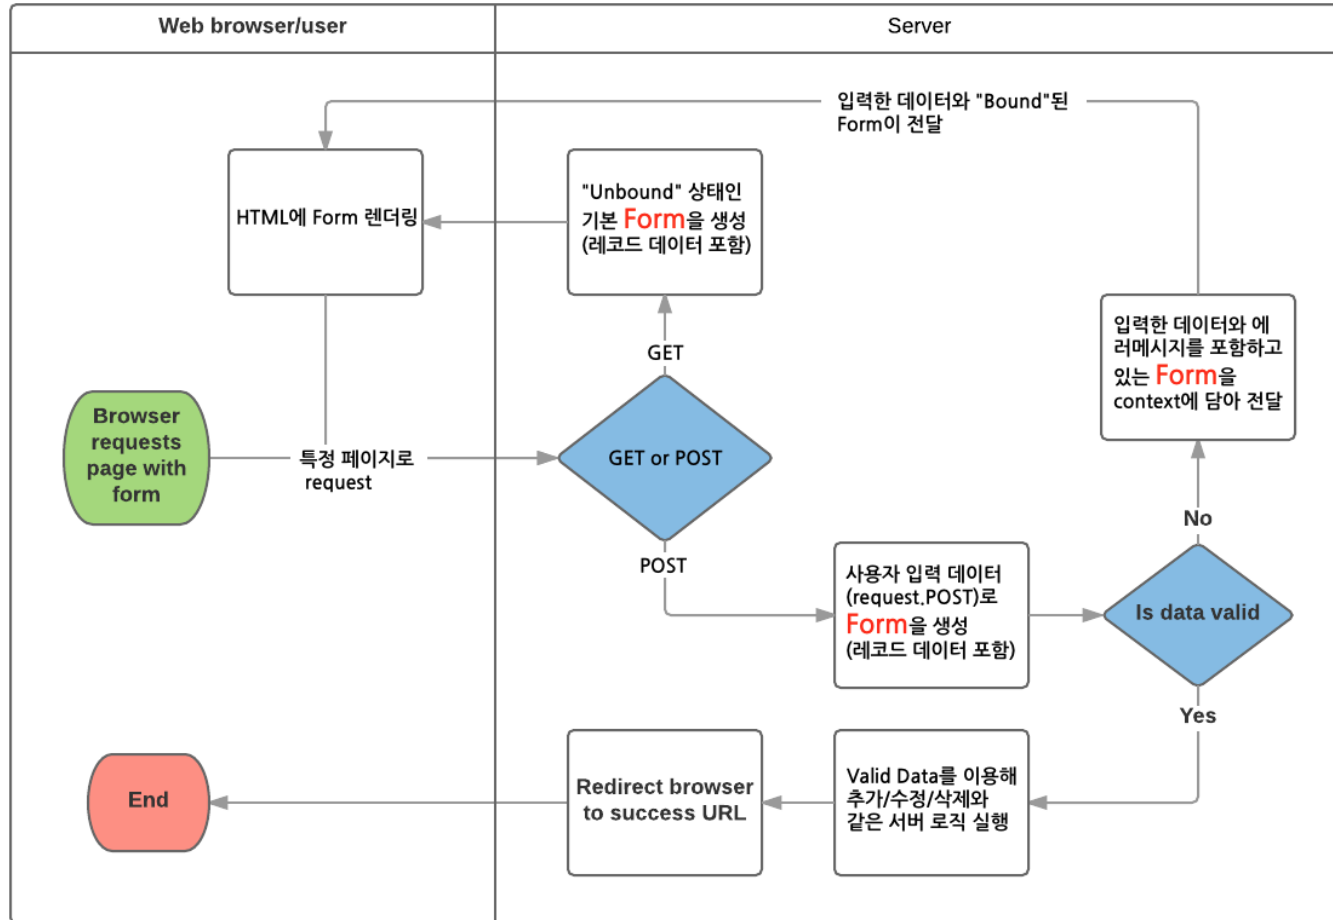 Web browser/user
Server
입력한 데이터와 "Bound"된
Form이 전달
HTML에 Form 렌더링
"Unbound" 상태인
기본 Form을 생성
(레코드 데이터 포함)
입력한 데이터와 에
러메시지를 포함하고
있는 Form을
context에 담아 전달
GET
Browser
requests
page with
form
특정 페이지로
request
GET or POST
No
POST
사용자 입력 데이터
(request.POST)로
Form을 생성
(레코드 데이터 포함)
Is data valid
Yes
End
Redirect browser
to success URL
Valid Data를 이용해
추가/수정/삭제와
같은 서버 로직 실행